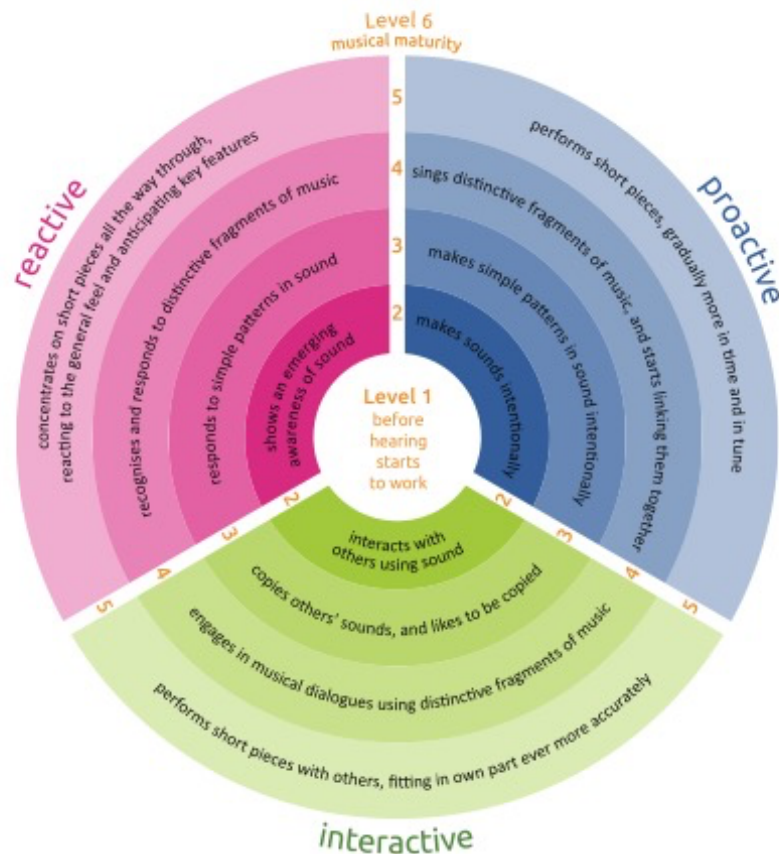 Level 6
musical maturity
reactive
concentrates on short pieces all the way through,
reacting to the general feel and anticipating key features
recognises and responds to distinctive fragments of music
responds to simple patterns in sound
shows an emerging
awareness of sound
5
4
3
2
proactive
performs short pieces, gradually more in time and in tune
sings distinctive fragments of music, and starts linking them together
makes simple patterns in sound intentionally
makes sounds intentionally
Level 1
before
hearing
starts
to work
2
3
4
5
2
3
4
5
interacts with
others using sound
copies others' sounds, and likes to be copied
engages in musical dialogues using distinctive fragments of music
performs short pieces with others, fitting in own part ever more accurately
interactive